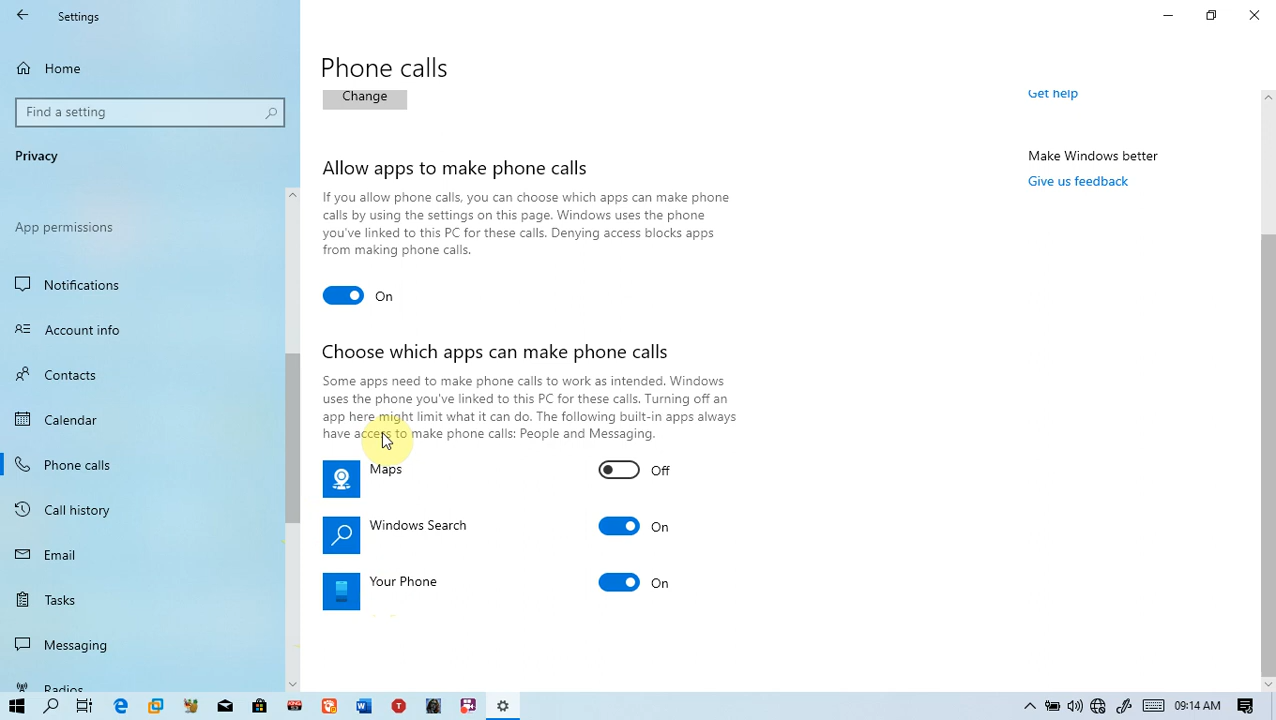 Settings
Home
Find a setting
Privacy
App permissions
Notifications
Account info
Contacts
Calendar
Phone calls
Call history
Email
Tasks
Messaging
Radios
Phone calls
Change
Allow apps to make phone calls
If you allow phone calls, you can choose which apps can make phone
calls by using the settings on this page. Windows uses the phone
you've linked to this PC for these calls. Denying access blocks apps
from making phone calls.
On
Choose which apps can make phone calls
Some apps need to make phone calls to work as intended. Windows
uses the phone you've linked to this PC for these calls. Turning off an
app here might limit what it can do. The following built-in apps always
have access to make phone calls: People and Messaging.
Maps Off
Windows Search On
Your Phone On
Get help
Make Windows better
Give us feedback
09:14 AM